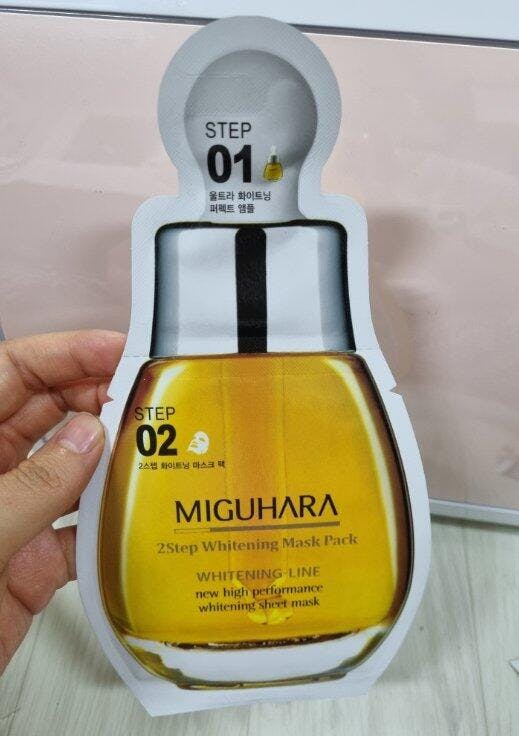 STEP
01
울트라 화이트닝
퍼펙트 앰플
STEP
02
2스텝 화이트닝 마스크 팩
MIGUHARA
2Step Whitening Mask Pack
WHITENING LINE
new high performance
whitening sheet mask